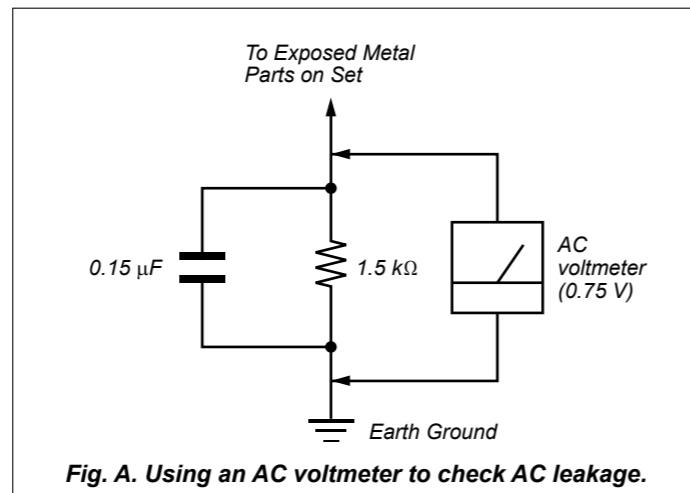 To Exposed Metal
Parts on Set
0.15 μF
1.5 kΩ
AC
voltmeter
(0.75 V)
Earth Ground
Fig. A. Using an AC voltmeter to check AC leakage.